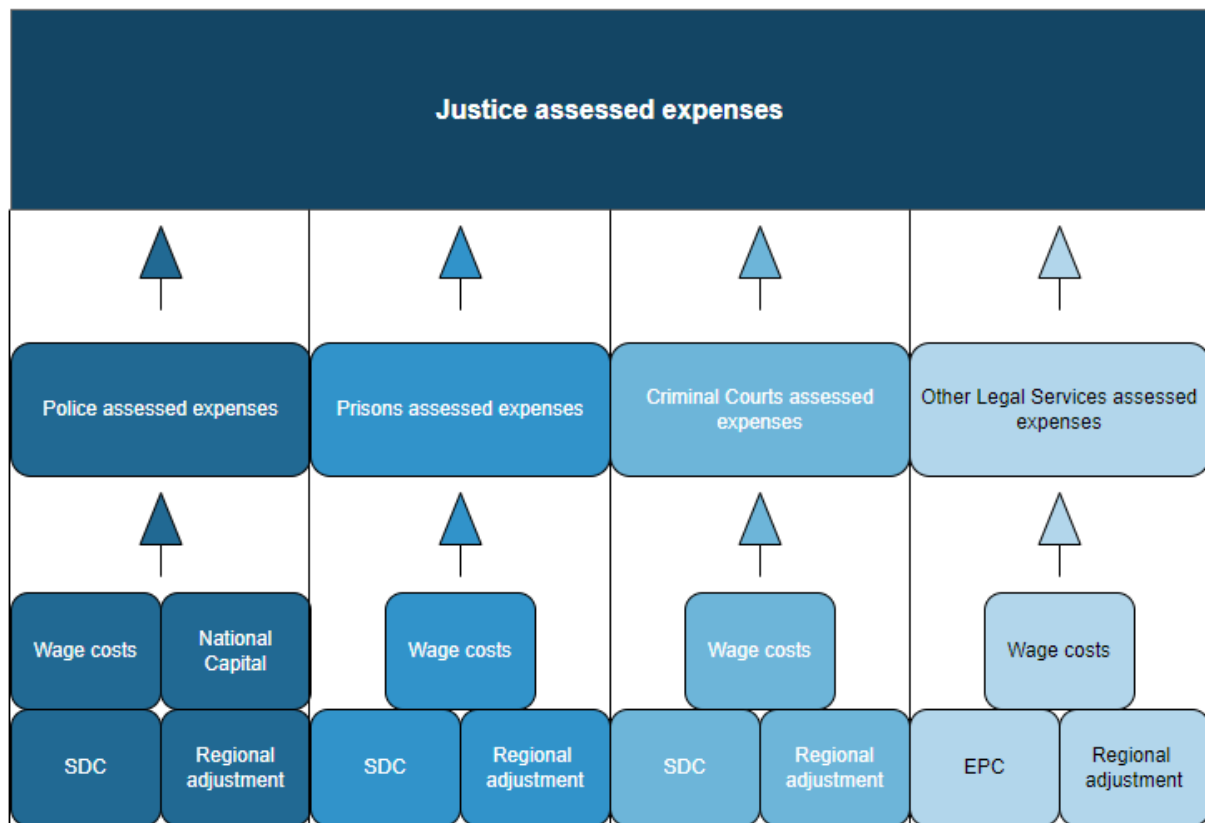 Justice assessed expenses
Police assessed expenses
Prisons assessed expenses
Criminal Courts assessed
expenses
Other Legal Services assessed
expenses
Wage costs
National
Capital
Wage costs
Wage costs
Wage costs
SDC
Regional
adjustment
SDC
Regional
adjustment
SDC
Regional
adjustment
EPC
Regional
adjustment